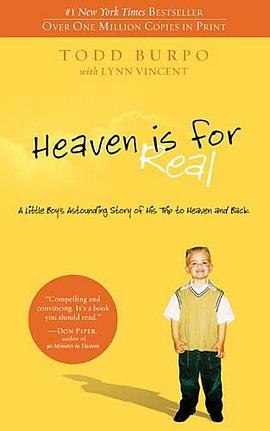 #1 New York Times BESTSELLER
OVER ONE MILLION COPIES IN PRINT
TODD BURPO
with LYNN VINCENT
Heaven is for
Real
A Little Boy's Astounding Story of His Trip to Heaven and Back
"Compelling
and convincing. It's a book
you should read."
—DON PIPER,
author of
90 Minutes in Heaven